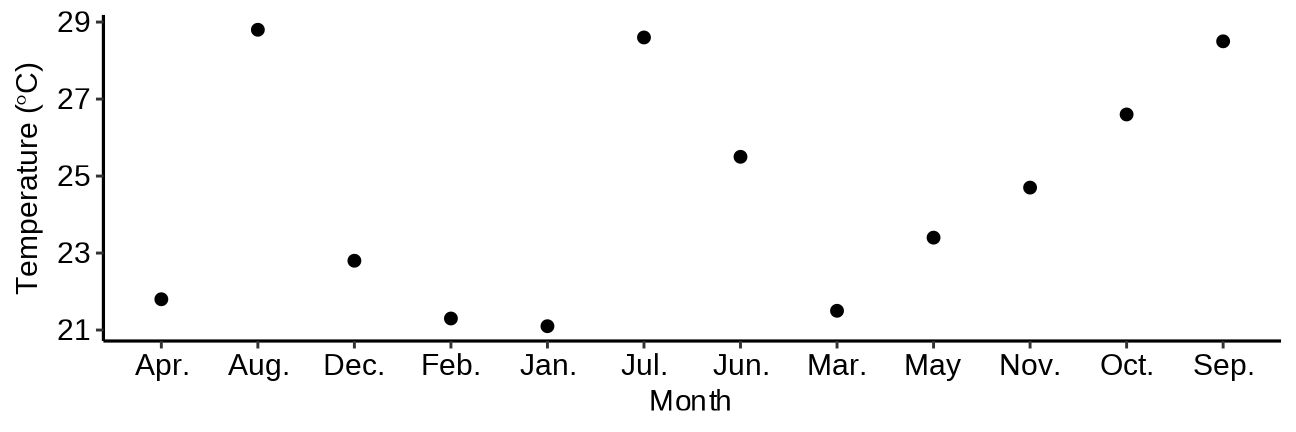 29
27
25
23
21
Temperature (°C)
Apr. Aug. Dec. Feb. Jan. Jul. Jun. Mar. May Nov. Oct. Sep.
Month